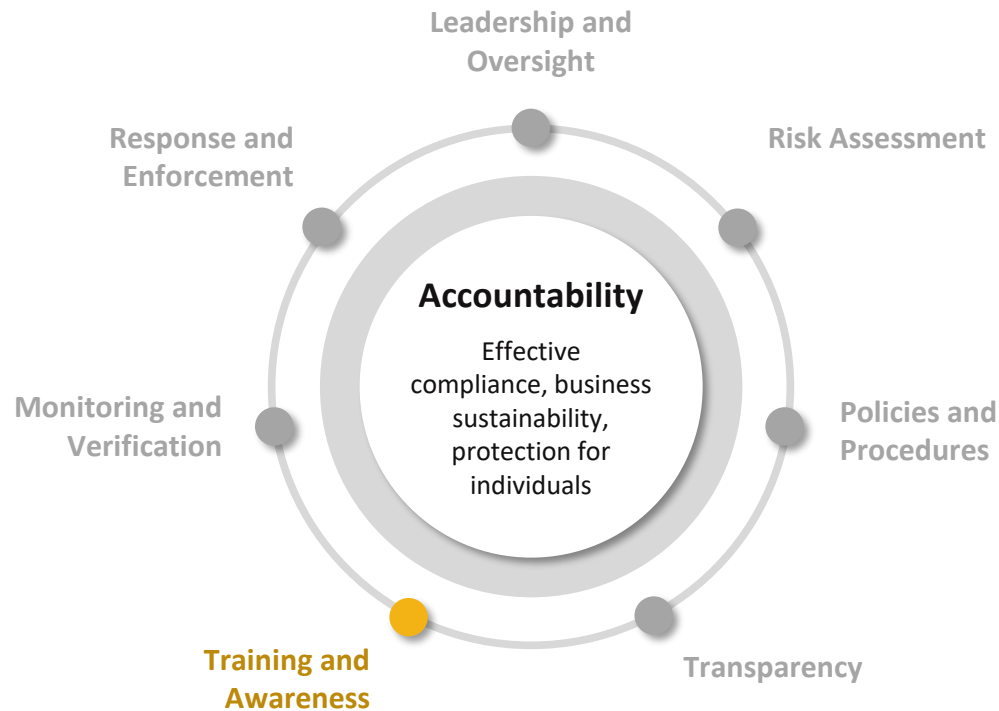 Leadership and
Oversight
Response and
Enforcement
Risk Assessment
Accountability
Effective
compliance, business
sustainability,
protection for
individuals
Monitoring and
Verification
Policies and
Procedures
Training and
Awareness
Transparency